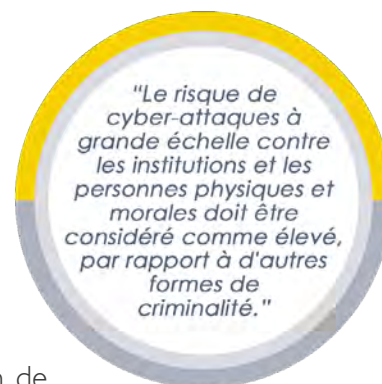 "Le risque de
cyber-attaques à
grande échelle contre
les institutions et les
personnes physiques et
morales doit être
considéré comme élevé,
par rapport à d'autres
formes de
criminalité."
de